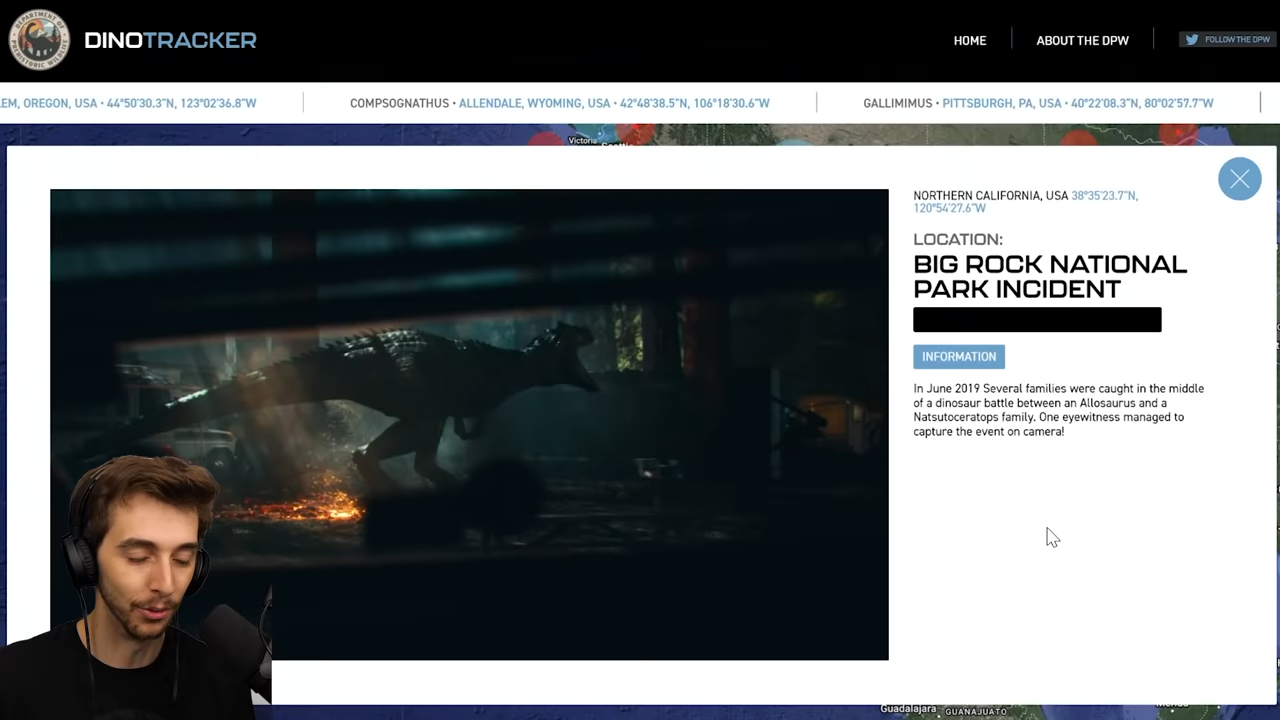 DEPARTMENT OF PREHISTORIC WILDLIFE
DINOTRACKER
HOME
ABOUT THE DPW
FOLLOW THE DPW
EM, OREGON, USA • 44°50'30.3"N, 123°02'36.8"W
COMPSOGNATHUS • ALLENDALE, WYOMING, USA • 42°48'38.5"N, 106°18'30.6"W
GALLIMIMUS • PITTSBURGH, PA, USA • 40°22'08.3"N, 80°02'57.7"W
Victoria
NORTHERN CALIFORNIA, USA 38°35'23.7"N,
120°54'27.6"W
LOCATION:
BIG ROCK NATIONAL
PARK INCIDENT
INFORMATION
In June 2019 Several families were caught in the middle
of a dinosaur battle between an Allosaurus and a
Natsutoceratops family. One eyewitness managed to
capture the event on camera!
Guadalajara
GUANAJUATO